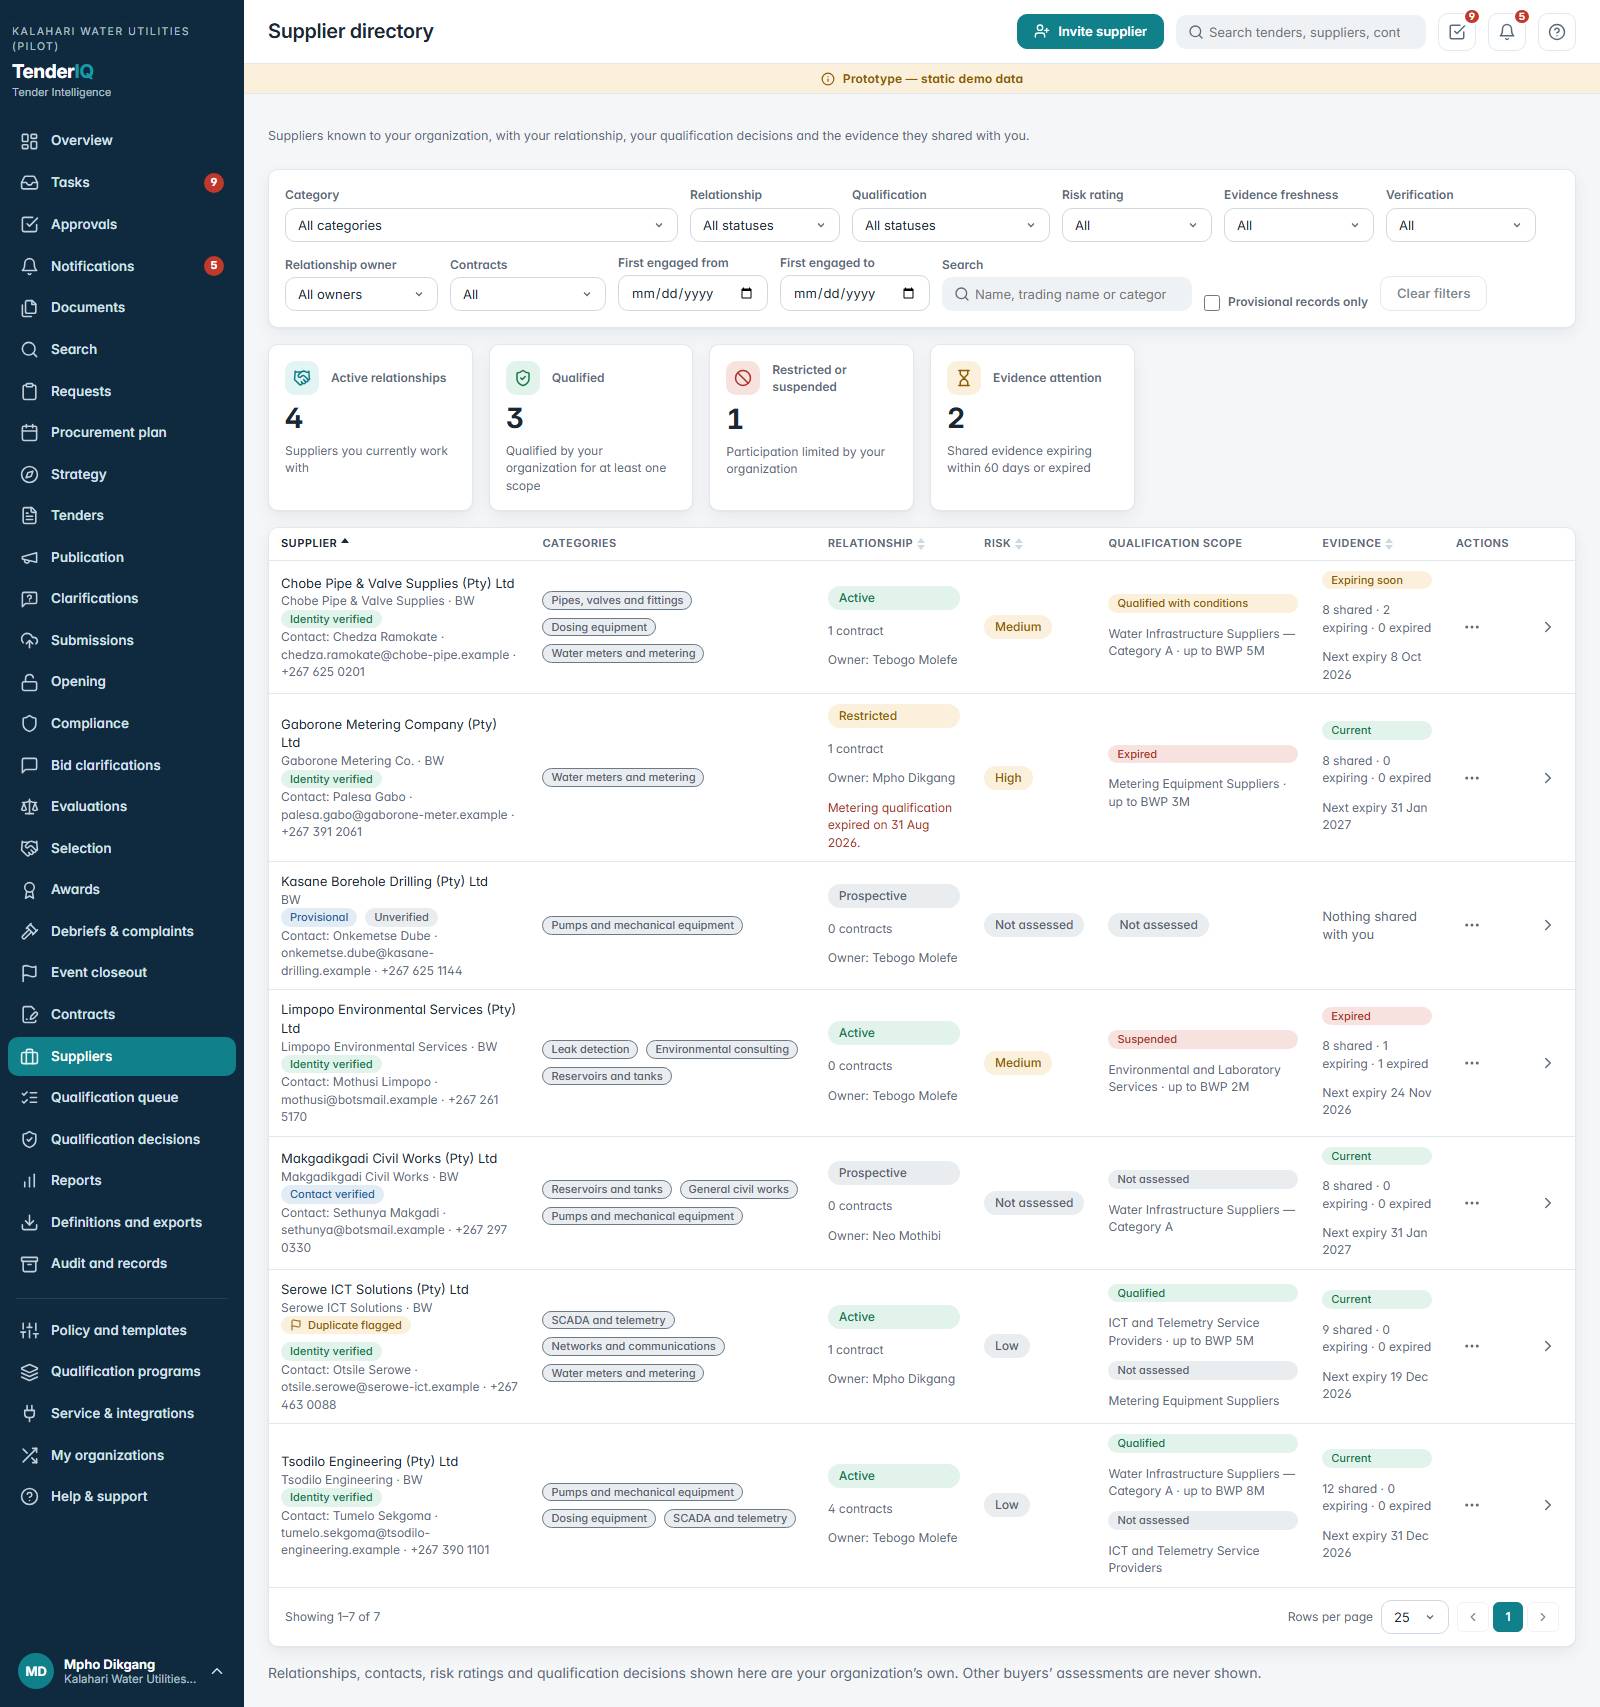 KALAHARI WATER UTILITIES
(PILOT)
TenderIQ
Tender Intelligence
Overview
Tasks 9
Approvals
Notifications 5
Documents
Search
Requests
Procurement plan
Strategy
Tenders
Publication
Clarifications
Submissions
Opening
Compliance
Bid clarifications
Evaluations
Selection
Awards
Debriefs & complaints
Event closeout
Contracts
Suppliers
Qualification queue
Qualification decisions
Reports
Definitions and exports
Audit and records
Policy and templates
Qualification programs
Service & integrations
My organizations
Help & support
MD
Mpho Dikgang
Kalahari Water Utilities...
Supplier directory
Invite supplier
Search tenders, suppliers, cont
9
5
Prototype — static demo data
Suppliers known to your organization, with your relationship, your qualification decisions and the evidence they shared with you.
Category Relationship Qualification Risk rating Evidence freshness Verification
All categories All statuses All statuses All All All
Relationship owner Contracts First engaged from First engaged to Search
All owners All mm/dd/yyyy mm/dd/yyyy Name, trading name or categor Provisional records only Clear filters
Active relationships
4
Suppliers you currently work
with
Qualified
3
Qualified by your
organization for at least one
scope
Restricted or
suspended
1
Participation limited by your
organization
Evidence attention
2
Shared evidence expiring
within 60 days or expired
SUPPLIER CATEGORIES RELATIONSHIP RISK QUALIFICATION SCOPE EVIDENCE ACTIONS
Chobe Pipe & Valve Supplies (Pty) Ltd
Chobe Pipe & Valve Supplies · BW
Identity verified
Contact: Chedza Ramokate ·
chedza.ramokate@chobe-pipe.example ·
+267 625 0201
Pipes, valves and fittings
Dosing equipment
Water meters and metering
Active
1 contract
Owner: Tebogo Molefe
Medium
Qualified with conditions
Water Infrastructure Suppliers —
Category A · up to BWP 5M
Expiring soon
8 shared · 2
expiring · 0 expired
Next expiry 8 Oct
2026
Gaborone Metering Company (Pty)
Ltd
Gaborone Metering Co. · BW
Identity verified
Contact: Palesa Gabo ·
palesa.gabo@gaborone-meter.example ·
+267 391 2061
Water meters and metering
Restricted
1 contract
Owner: Mpho Dikgang
Metering qualification
expired on 31 Aug
2026.
High
Expired
Metering Equipment Suppliers ·
up to BWP 3M
Current
8 shared · 0
expiring · 0 expired
Next expiry 31 Jan
2027
Kasane Borehole Drilling (Pty) Ltd
BW
Provisional Unverified
Contact: Onkemetse Dube ·
onkemetse.dube@kasane-
drilling.example · +267 625 1144
Pumps and mechanical equipment
Prospective
0 contracts
Owner: Tebogo Molefe
Not assessed
Not assessed
Nothing shared
with you
Limpopo Environmental Services (Pty)
Ltd
Limpopo Environmental Services · BW
Identity verified
Contact: Mothusi Limpopo ·
mothusi@botsmail.example · +267 261
5170
Leak detection Environmental consulting
Reservoirs and tanks
Active
0 contracts
Owner: Tebogo Molefe
Medium
Suspended
Environmental and Laboratory
Services · up to BWP 2M
Expired
8 shared · 1
expiring · 1 expired
Next expiry 24 Nov
2026
Makgadikgadi Civil Works (Pty) Ltd
Makgadikgadi Civil Works · BW
Contact verified
Contact: Sethunya Makgadi ·
sethunya@botsmail.example · +267 297
0330
Reservoirs and tanks General civil works
Pumps and mechanical equipment
Prospective
0 contracts
Owner: Neo Mothibi
Not assessed
Not assessed
Water Infrastructure Suppliers —
Category A
Current
8 shared · 0
expiring · 0 expired
Next expiry 31 Jan
2027
Serowe ICT Solutions (Pty) Ltd
Serowe ICT Solutions · BW
Duplicate flagged
Identity verified
Contact: Otsile Serowe ·
otsile.serowe@serowe-ict.example · +267
463 0088
SCADA and telemetry
Networks and communications
Water meters and metering
Active
1 contract
Owner: Mpho Dikgang
Low
Qualified
ICT and Telemetry Service
Providers · up to BWP 5M
Not assessed
Metering Equipment Suppliers
Current
9 shared · 0
expiring · 0 expired
Next expiry 19 Dec
2026
Tsodilo Engineering (Pty) Ltd
Tsodilo Engineering · BW
Identity verified
Contact: Tumelo Sekgoma ·
tumelo.sekgoma@tsodilo-
engineering.example · +267 390 1101
Pumps and mechanical equipment
Dosing equipment SCADA and telemetry
Active
4 contracts
Owner: Tebogo Molefe
Low
Qualified
Water Infrastructure Suppliers —
Category A · up to BWP 8M
Not assessed
ICT and Telemetry Service
Providers
Current
12 shared · 0
expiring · 0 expired
Next expiry 31 Dec
2026
Showing 1–7 of 7
Rows per page 25 1
Relationships, contacts, risk ratings and qualification decisions shown here are your organization’s own. Other buyers’ assessments are never shown.